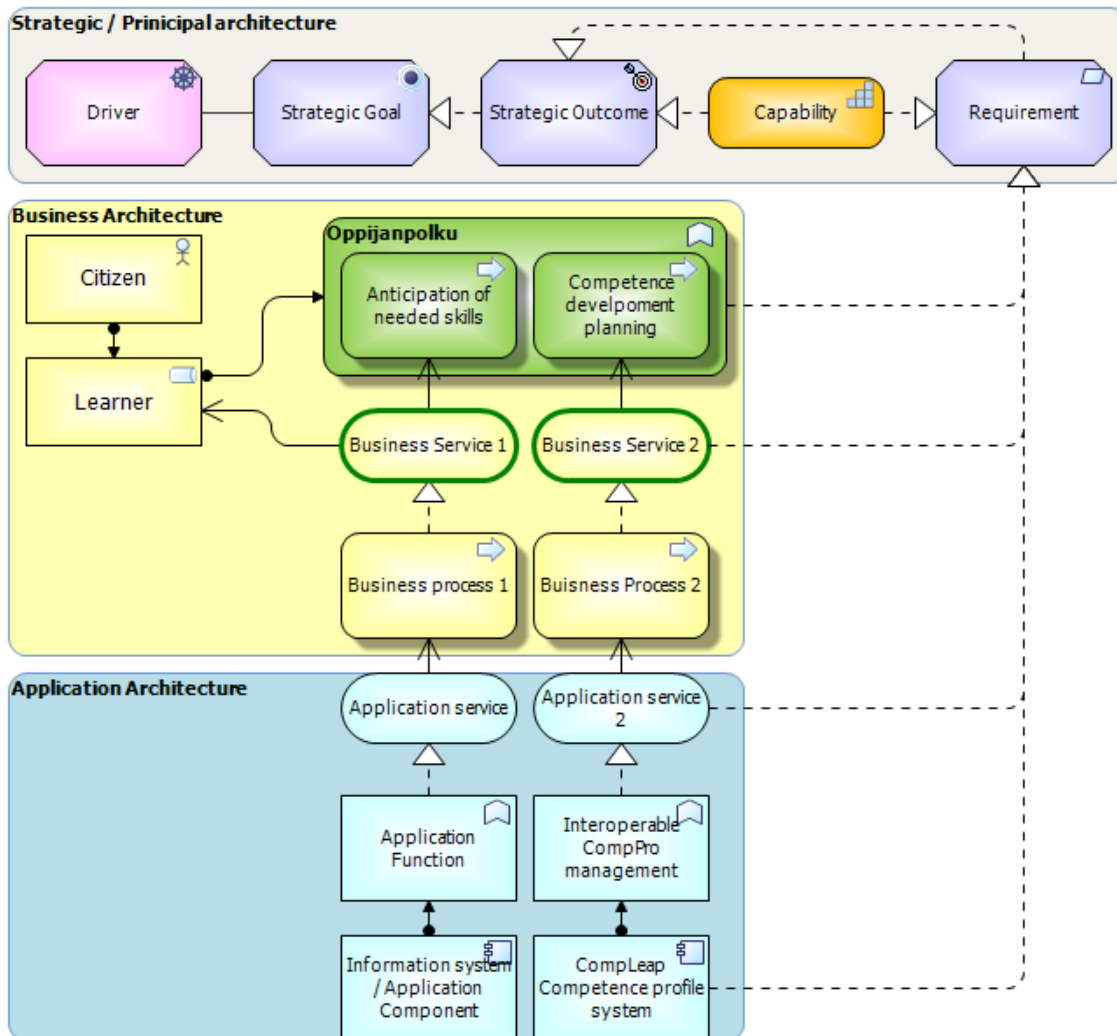 Strategic / Prinicipal architecture
Driver
Strategic Goal
Strategic Outcome
Capability
Requirement
Business Architecture
Citizen
Learner
Oppijanpolku
Anticipation of
needed skills
Competence
develpoment
planning
Business Service 1
Business Service 2
Business process 1
Buisness Process 2
Application Architecture
Application service
Application service
2
Application
Function
Interoperable
CompPro
management
Information system
/ Application
Component
CompLeap
Competence profile
system